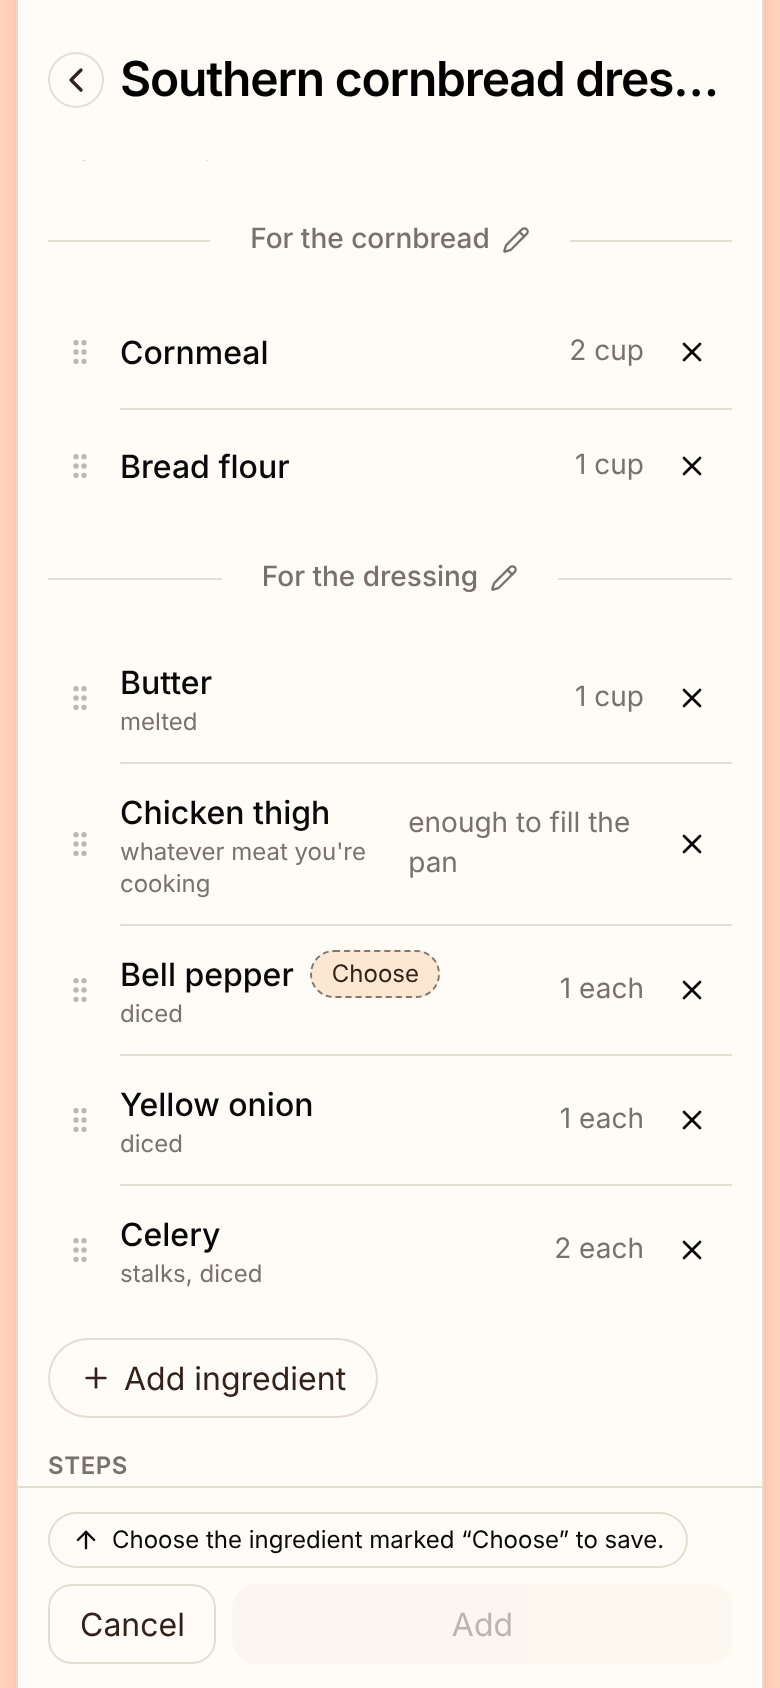 Southern cornbread dres...
For the cornbread
Cornmeal 2 cup
Bread flour 1 cup
For the dressing
Butter 1 cup
melted
Chicken thigh enough to fill the pan
whatever meat you're
cooking
Bell pepper Choose 1 each
diced
Yellow onion 1 each
diced
Celery 2 each
stalks, diced
+ Add ingredient
STEPS
↑ Choose the ingredient marked “Choose” to save.
Cancel Add